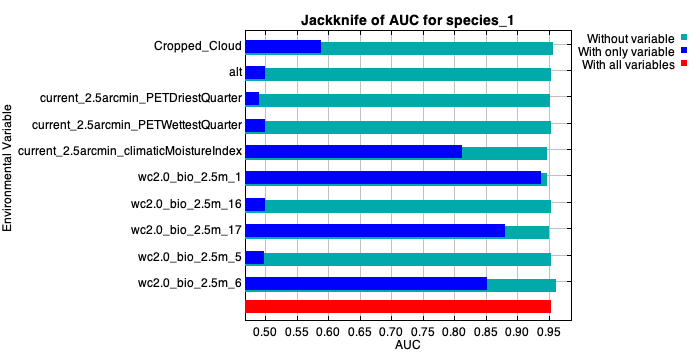 Jackknife of AUC for species_1
Environmental Variable
Cropped_Cloud
alt
current_2.5arcmin_PETDriestQuarter
current_2.5arcmin_PETWettestQuarter
current_2.5arcmin_climaticMoistureIndex
wc2.0_bio_2.5m_1
wc2.0_bio_2.5m_16
wc2.0_bio_2.5m_17
wc2.0_bio_2.5m_5
wc2.0_bio_2.5m_6
0.50 0.55 0.60 0.65 0.70 0.75 0.80 0.85 0.90 0.95
AUC
Without variable
With only variable
With all variables